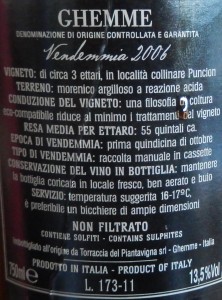 GHEMME
DENOMINAZIONE DI ORIGINE CONTROLLATA E GARANTITA
Vendemmia 2006
VIGNETO: di circa 3 ettari, in località collinare Puncion
TERRENO: morenico argilloso a reazione acida
CONDUZIONE DEL VIGNETO: una filosofia di coltura
eco-compatibile riduce al minimo i trattamenti del vigneto
RESA MEDIA PER ETTARO: 55 quintali ca.
EPOCA DI VENDEMMIA: prima quindicina di ottobre
TIPO DI VENDEMMIA: raccolta manuale in cassette
CONSERVAZIONE DEL VINO IN BOTTIGLIA: mantenere
la bottiglia coricata in locale fresco, ben aerato e buio
SERVIZIO: temperatura suggerita 16-17°C,
è preferibile un bicchiere di ampie dimensioni
NON FILTRATO
CONTIENE SOLFITI - CONTAINS SULPHITES
Imbottigliato all'origine da Torraccia del Piantavigna srl - Ghemme - Italia
750ml e PRODOTTO IN ITALIA - PRODUCT OF ITALY 13,5%Vol
L. 173-11